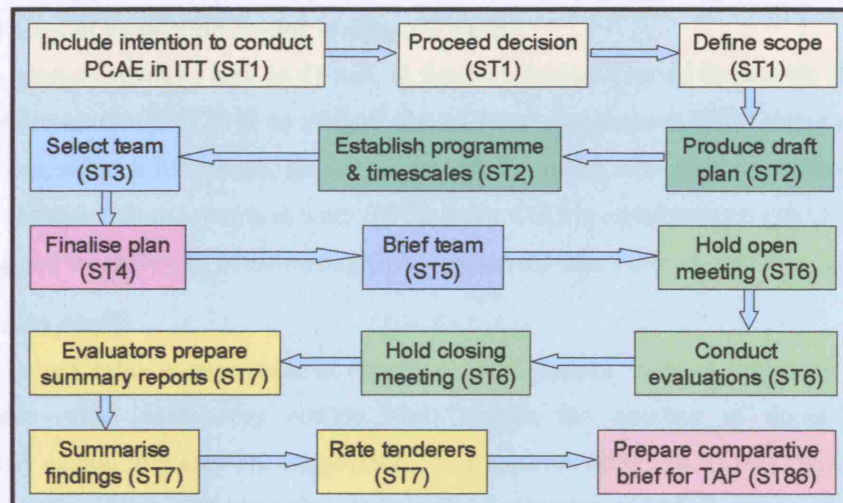 Include intention to conduct
PCAE in ITT (ST1)
Proceed decision
(ST1)
Define scope
(ST1)
Select team
(ST3)
Establish programme
& timescales (ST2)
Produce draft
plan (ST2)
Finalise plan
(ST4)
Brief team
(ST5)
Hold open
meeting (ST6)
Evaluators prepare
summary reports (ST7)
Hold closing
meeting (ST6)
Conduct
evaluations (ST6)
Summarise
findings (ST7)
Rate tenderers
(ST7)
Prepare comparative
brief for TAP (ST86)